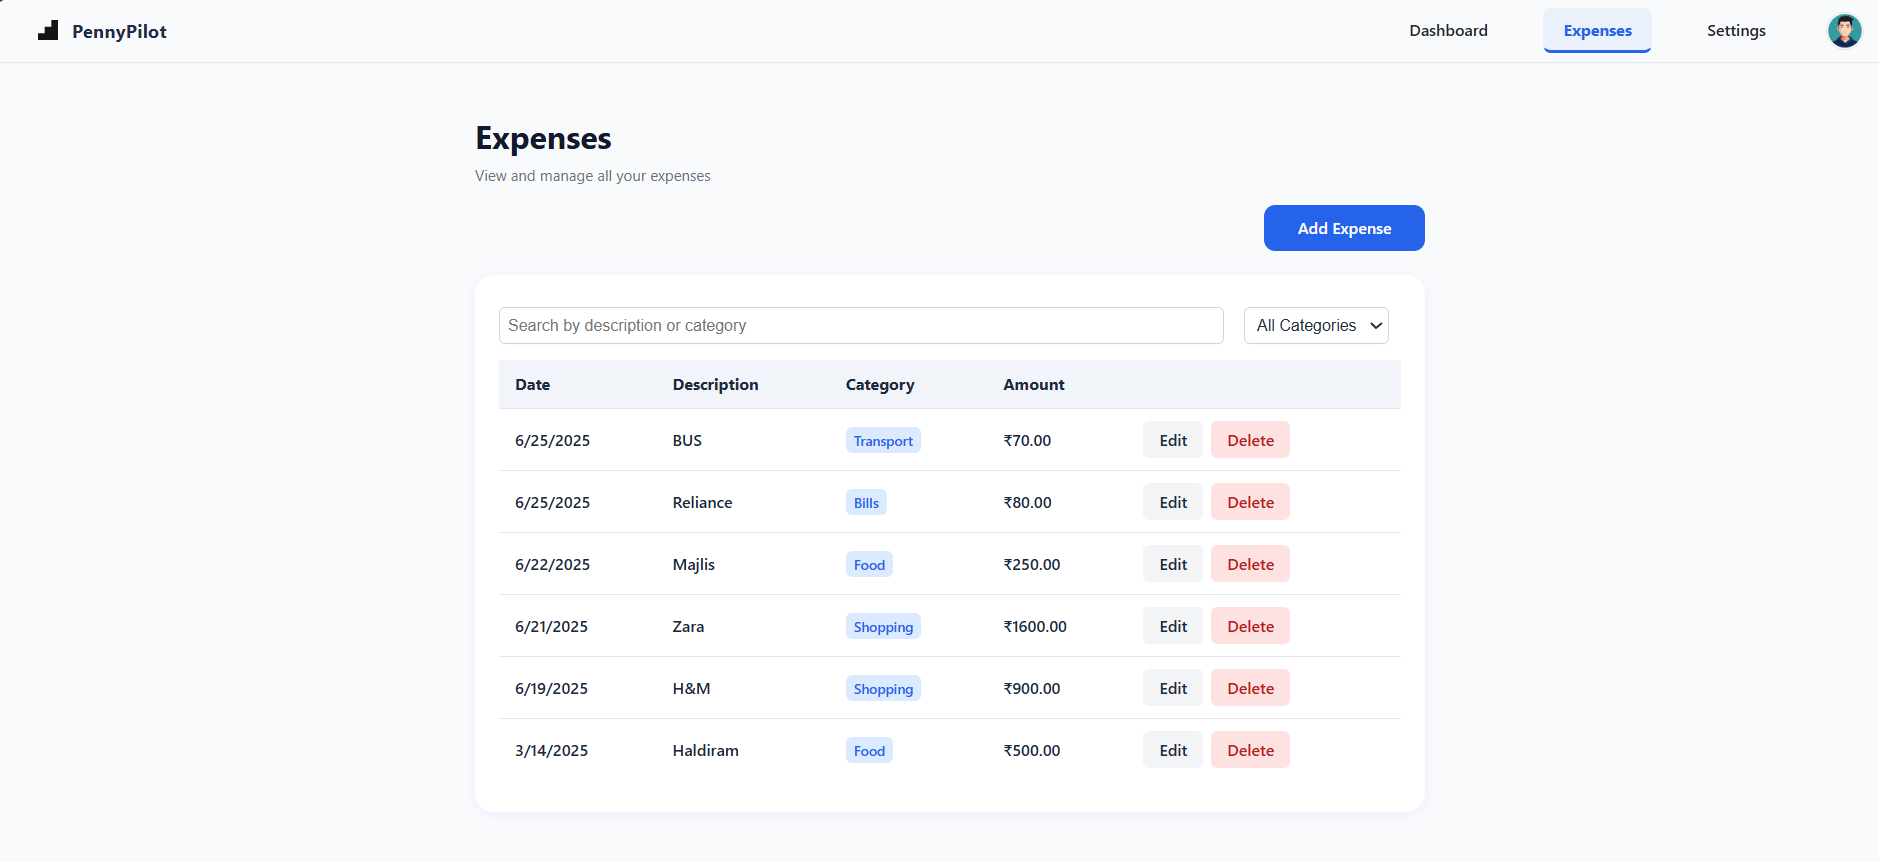 PennyPilot Dashboard Expenses Settings
Expenses
View and manage all your expenses
Add Expense
Search by description or category All Categories
Date Description Category Amount
6/25/2025 BUS Transport ₹70.00 Edit Delete
6/25/2025 Reliance Bills ₹80.00 Edit Delete
6/22/2025 Majlis Food ₹250.00 Edit Delete
6/21/2025 Zara Shopping ₹1600.00 Edit Delete
6/19/2025 H&M Shopping ₹900.00 Edit Delete
3/14/2025 Haldiram Food ₹500.00 Edit Delete